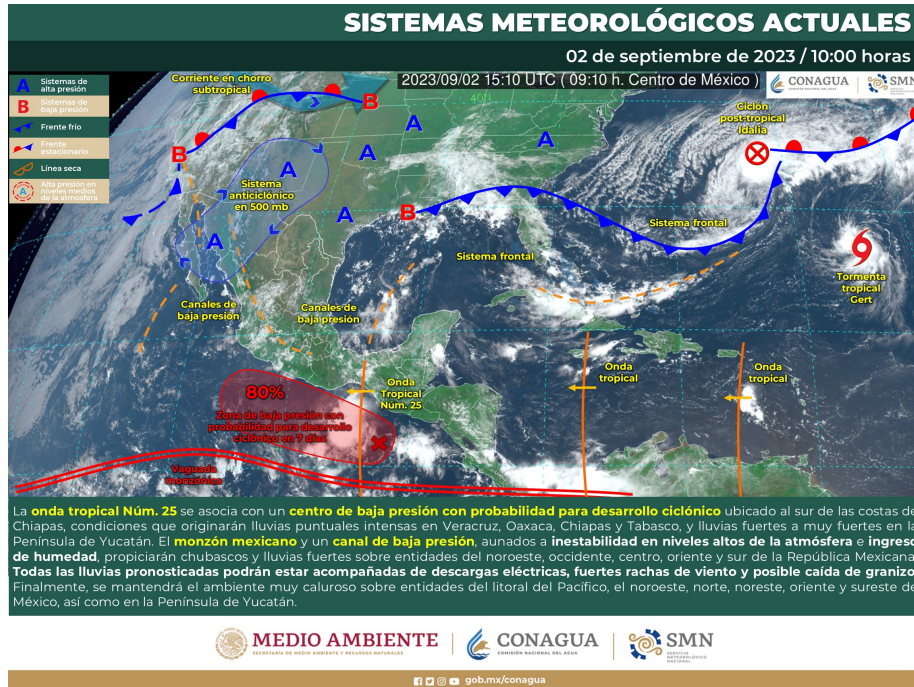 SISTEMAS METEOROLÓGICOS ACTUALES
02 de septiembre de 2023 / 10:00 horas
2023/09/02 15:10 UTC ( 09:10 h. Centro de México )
CONAGUA
COMISIÓN NACIONAL DEL AGUA
SMN
A Sistemas de
alta presión
B Sistemas de
baja presión
Frente frío
Frente
estacionario
Línea seca
A Alta presión en
niveles medios
de la atmosfera
Corriente en chorro
subtropical
B
B
A
A
A
A
Sistema
anticiclónico
en 500 mb
A
A
B
Ciclón
post-tropical
Idalia
Sistema frontal
Sistema frontal
Tormenta
tropical
Gert
Canales de
baja presión
Canales de
baja presión
Onda
Tropical
Núm. 25
Onda
tropical
Onda
tropical
80%
Zona de baja presión con
probabilidad para desarrollo
ciclónico en 7 días
Vaguada
monzónica
La onda tropical Núm. 25 se asocia con un centro de baja presión con probabilidad para desarrollo ciclónico ubicado al sur de las costas de
Chiapas, condiciones que originarán lluvias puntuales intensas en Veracruz, Oaxaca, Chiapas y Tabasco, y lluvias fuertes a muy fuertes en la
Península de Yucatán. El monzón mexicano y un canal de baja presión, aunados a inestabilidad en niveles altos de la atmósfera e ingreso
de humedad, propiciarán chubascos y lluvias fuertes sobre entidades del noroeste, occidente, centro, oriente y sur de la República Mexicana
Todas las lluvias pronosticadas podrán estar acompañadas de descargas eléctricas, fuertes rachas de viento y posible caída de granizo
Finalmente, se mantendrá el ambiente muy caluroso sobre entidades del litoral del Pacífico, el noroeste, norte, noreste, oriente y sureste de
México, así como en la Península de Yucatán.
MEDIO AMBIENTE
SECRETARÍA DE MEDIO AMBIENTE Y RECURSOS NATURALES
CONAGUA
COMISIÓN NACIONAL DEL AGUA
SMN
SERVICIO
METEOROLÓGICO
NACIONAL
gob.mx/conagua